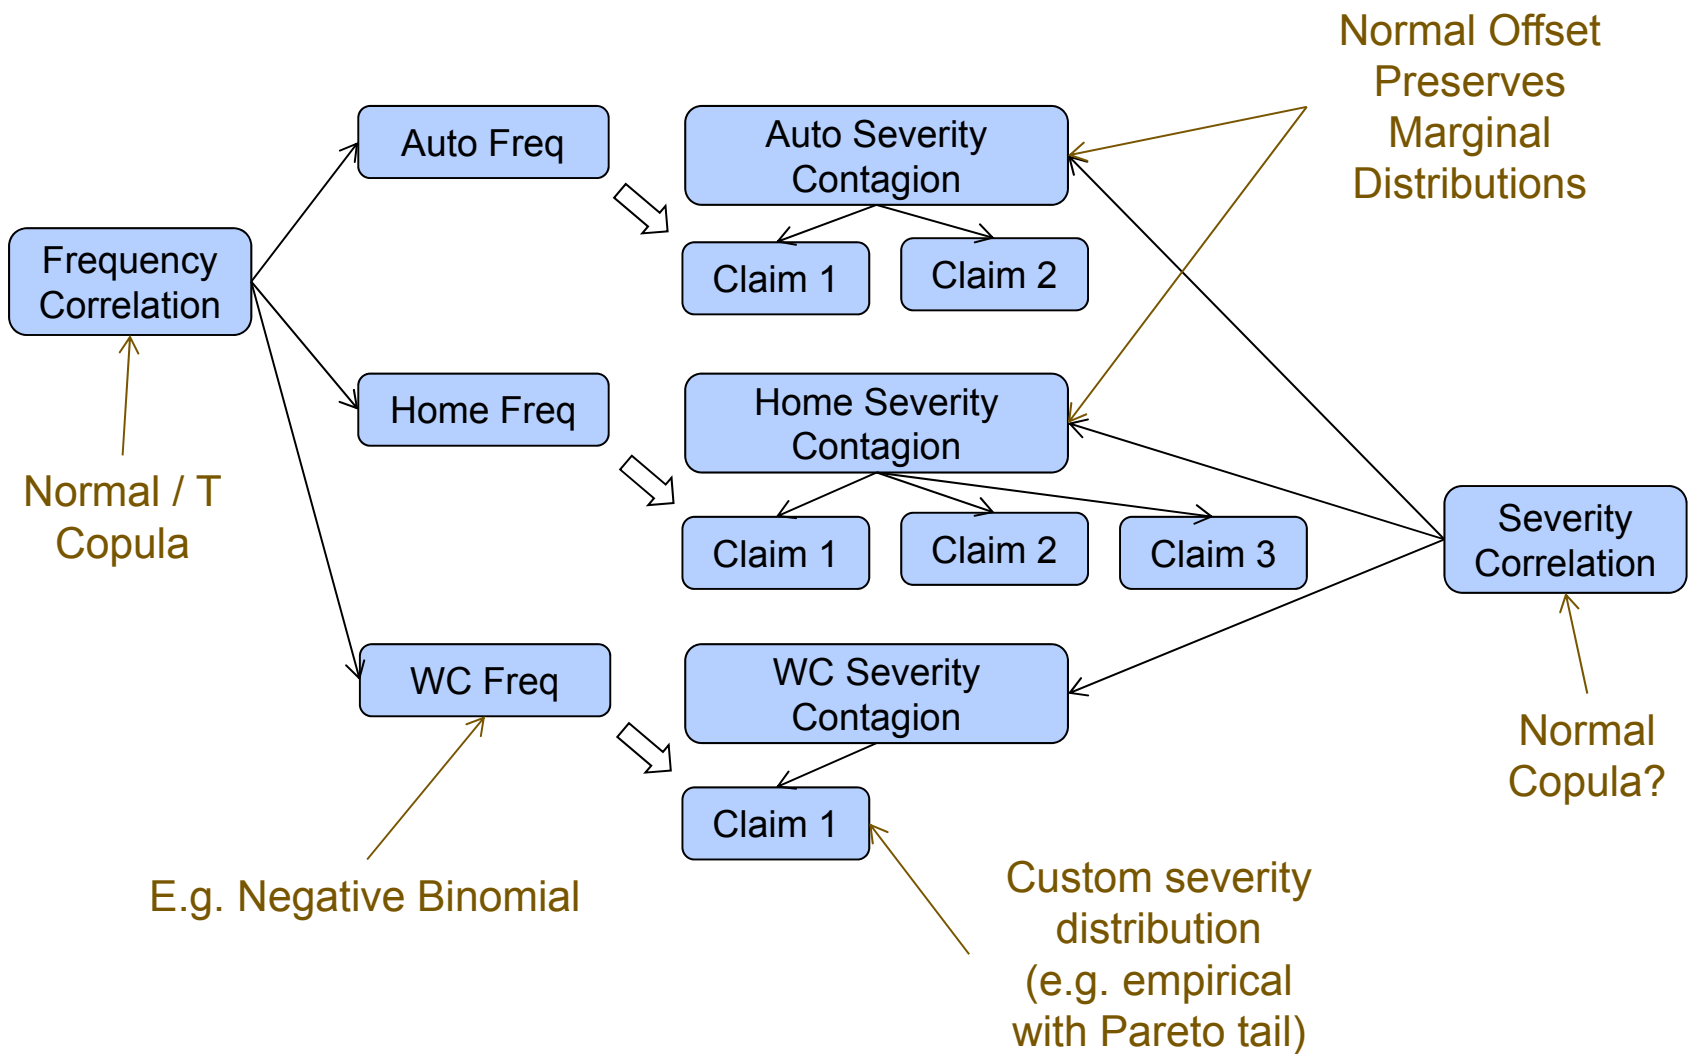 Normal Offset
Preserves
Marginal
Distributions
Auto Freq
Auto Severity
Contagion
Frequency
Correlation
Claim 1
Claim 2
Home Freq
Home Severity
Contagion
Normal / T
Copula
Claim 1
Claim 2
Claim 3
Severity
Correlation
WC Freq
WC Severity
Contagion
Normal
Copula?
Claim 1
E.g. Negative Binomial
Custom severity
distribution
(e.g. empirical
with Pareto tail)